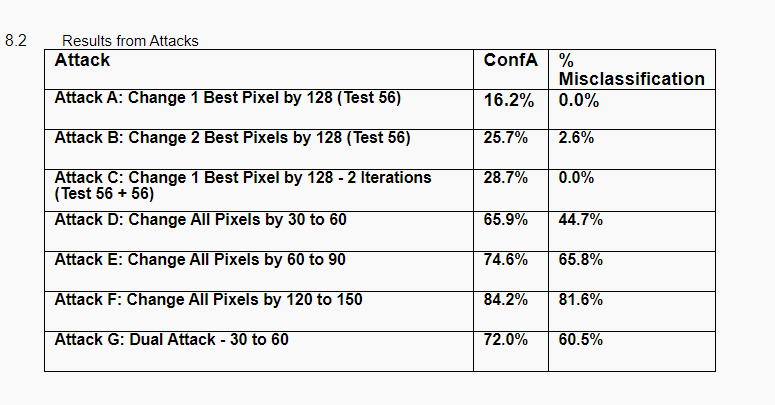 8.2 Results from Attacks
Attack ConfA %
Misclassification
Attack A: Change 1 Best Pixel by 128 (Test 56) 16.2% 0.0%
Attack B: Change 2 Best Pixels by 128 (Test 56) 25.7% 2.6%
Attack C: Change 1 Best Pixel by 128 - 2 Iterations 28.7% 0.0%
(Test 56 + 56)
Attack D: Change All Pixels by 30 to 60 65.9% 44.7%
Attack E: Change All Pixels by 60 to 90 74.6% 65.8%
Attack F: Change All Pixels by 120 to 150 84.2% 81.6%
Attack G: Dual Attack - 30 to 60 72.0% 60.5%